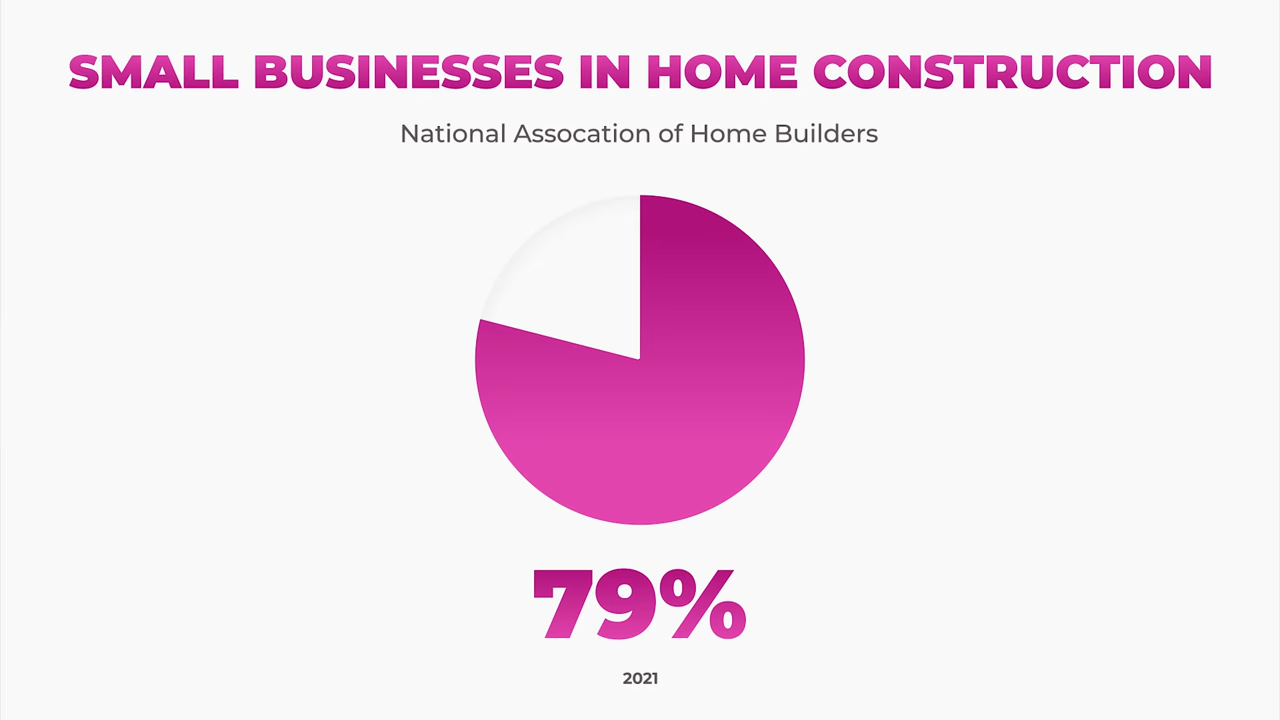 SMALL BUSINESSES IN HOME CONSTRUCTION
National Assocation of Home Builders
79%
2021